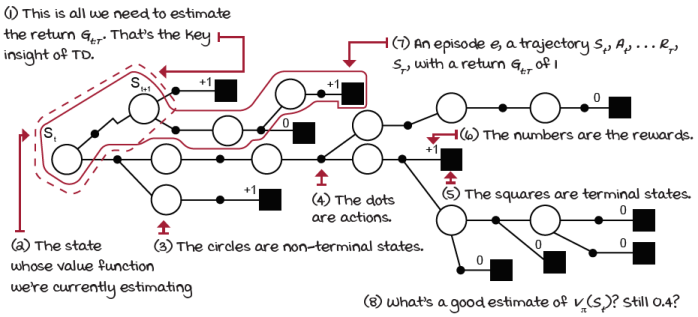 (1) This is all we need to estimate
the return G_t:T. That's the key
insight of TD.
(7) An episode e, a trajectory S_t, A_t, ... R_T,
S_T, with a return G_t:T of 1
S_t+1
+1
+1
S_t
0
0
(6) The numbers are the rewards.
+1
+1
(5) The squares are terminal states.
(4) The dots
are actions.
(2) The state
whose value function
we're currently estimating
(3) The circles are non-terminal states.
0
0
0
0
(8) What's a good estimate of v_π(S_t)? Still 0.4?